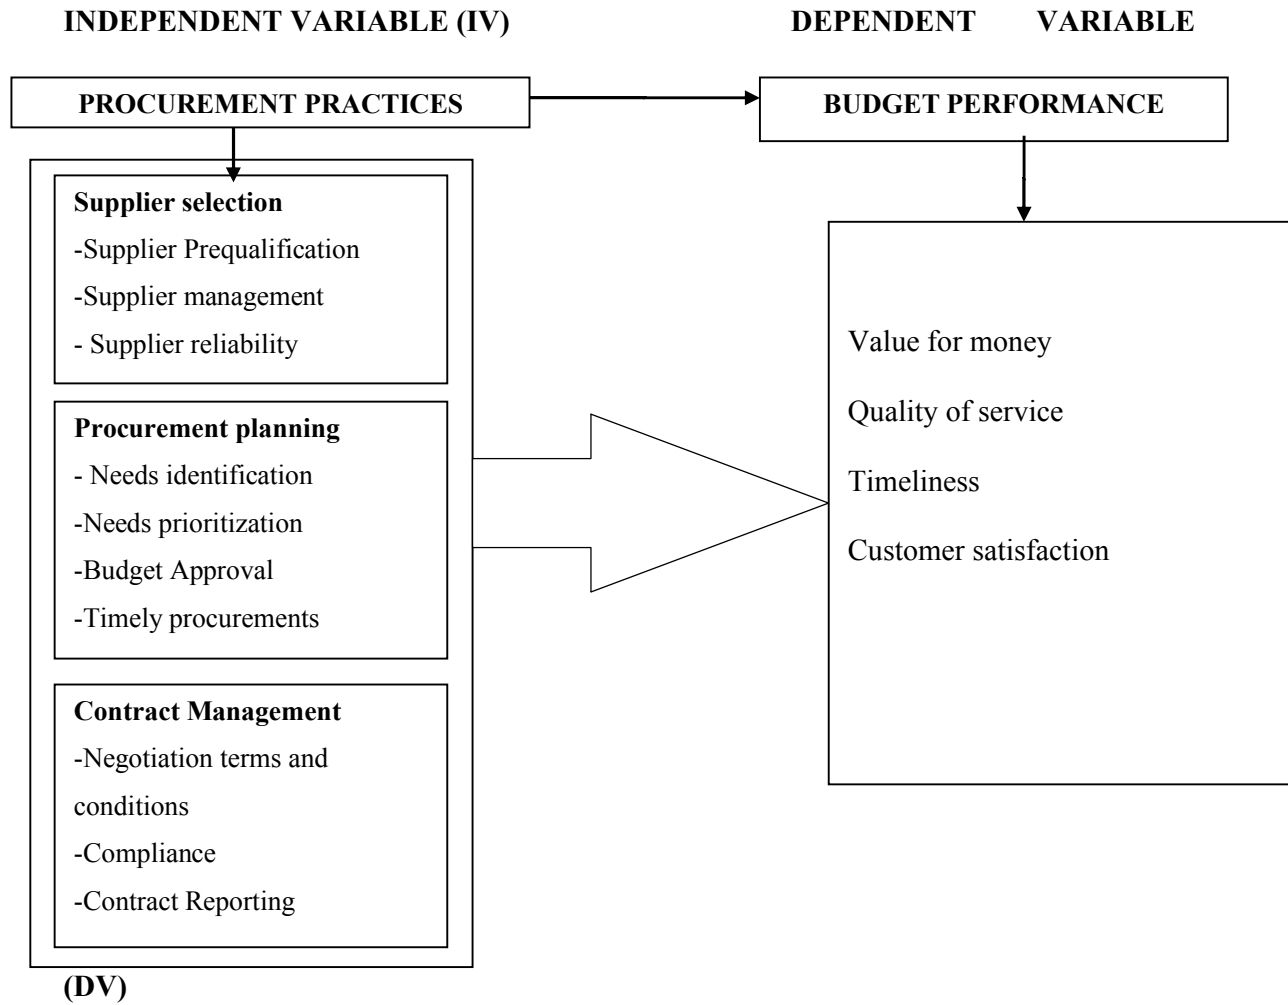 INDEPENDENT VARIABLE (IV)
DEPENDENT VARIABLE
PROCUREMENT PRACTICES
BUDGET PERFORMANCE
Supplier selection
-Supplier Prequalification
-Supplier management
- Supplier reliability
Procurement planning
- Needs identification
-Needs prioritization
-Budget Approval
-Timely procurements
Contract Management
-Negotiation terms and
conditions
-Compliance
-Contract Reporting
Value for money
Quality of service
Timeliness
Customer satisfaction
(DV)